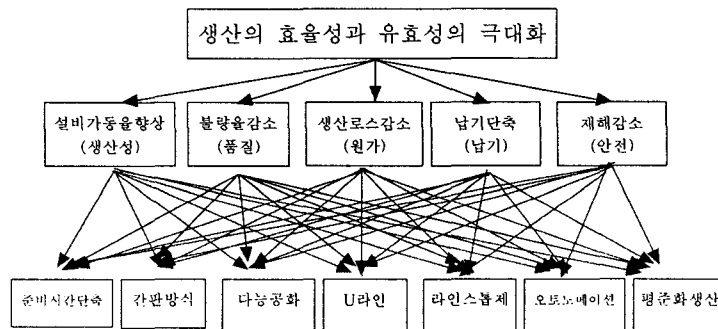 생산의 효율성과 유효성의 극대화
설비가동율향상
(생산성)
불량율감소
(품질)
생산로스감소
(원가)
납기단축
(납기)
재해감소
(안전)
준비시간단축
간판방식
다능공화
U라인
라인스톱제
오토노메이션
평준화생산